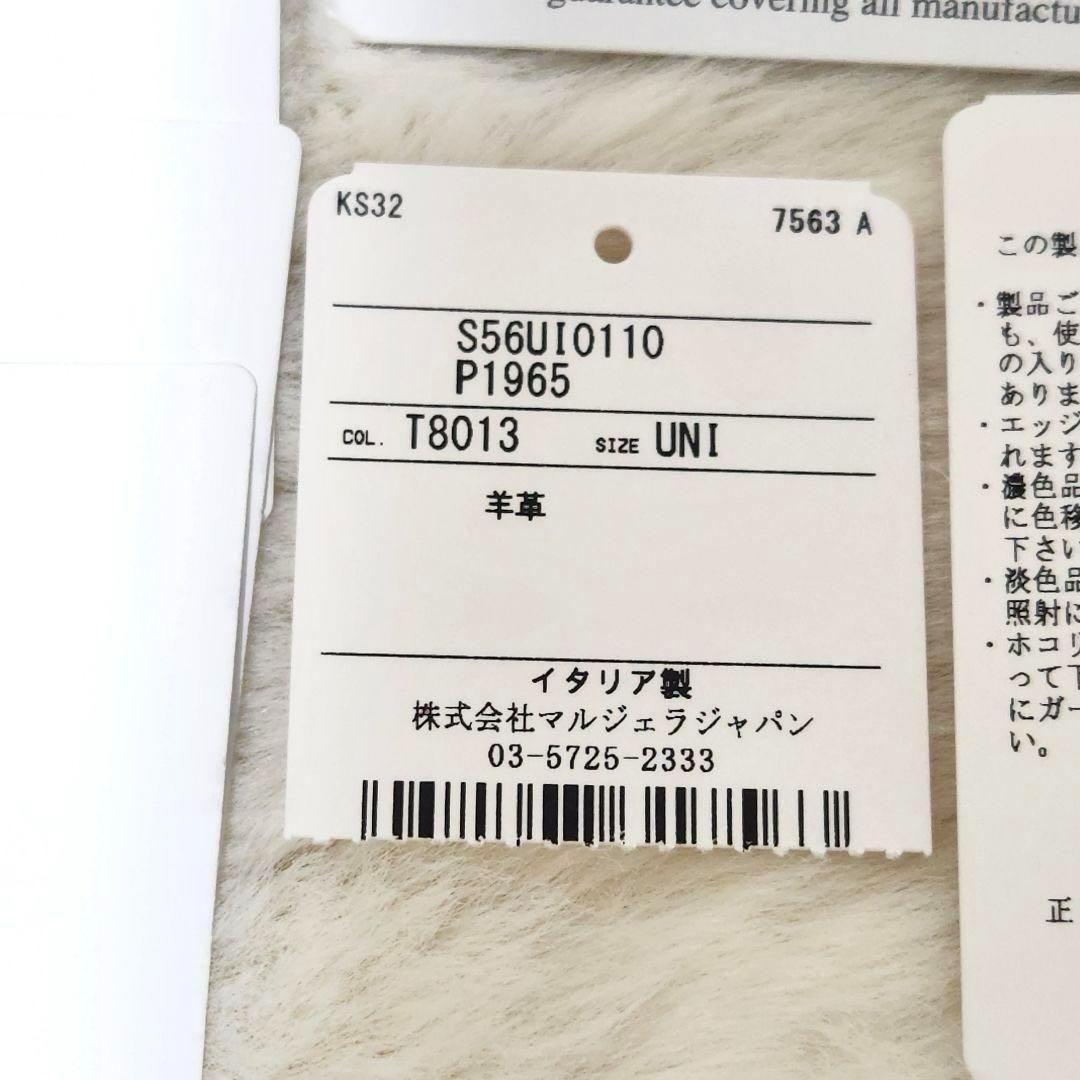 guarantee covering all manufactu
KS32
7563 A
S56UI0110
P1965
COL. T8013 SIZE UNI
羊革
イタリア製
株式会社マルジェラジャパン
03-5725-2333
この製
・製品ご
も、使
の入り
ありま
・エッジ
れます
・濃色品
に色移
下さい
・淡色品
照射に
・ホコリ
って下
にガー
い。
正